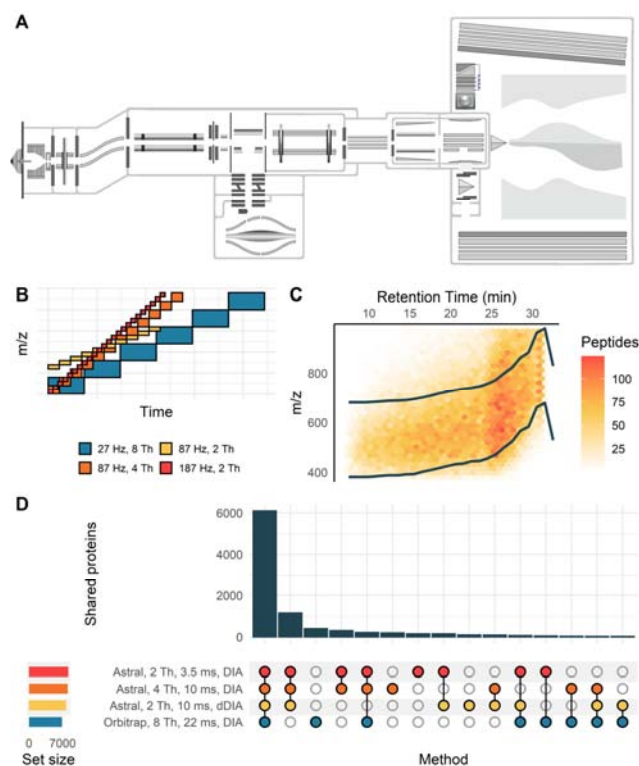 A
B
m/z
Time
27 Hz, 8 Th
87 Hz, 2 Th
87 Hz, 4 Th
187 Hz, 2 Th
C
Retention Time (min)
10 15 20 25 30
m/z
800
600
400
Peptides
100
75
50
25
D
Shared proteins
6000
4000
2000
0
Astral, 2 Th, 3.5 ms, DIA
Astral, 4 Th, 10 ms, DIA
Astral, 2 Th, 10 ms, dDIA
Orbitrap, 8 Th, 22 ms, DIA
0 7000
Set size
Method